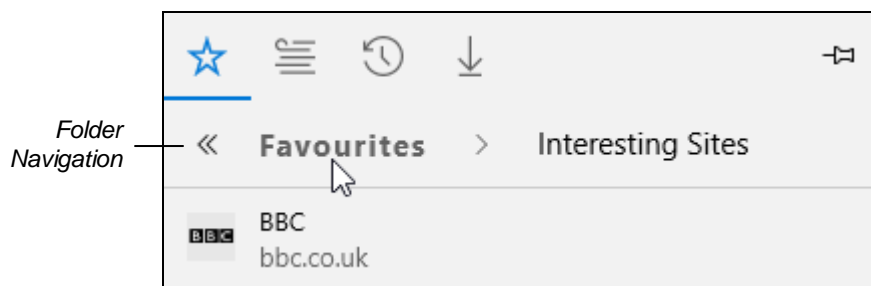 Folder
Navigation
« Favourites > Interesting Sites
BBC BBC
bbc.co.uk